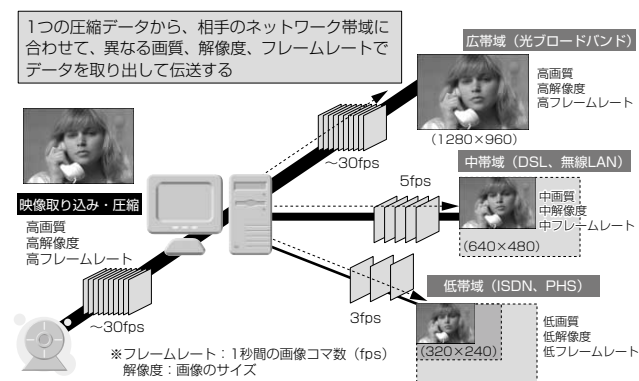 1つの圧縮データから、相手のネットワーク帯域に
合わせて、異なる画質、解像度、フレームレートで
データを取り出して伝送する
広帯域（光ブロードバンド）
高画質
高解像度
高フレームレート
（1280×960）
～30fps
中帯域（DSL、無線LAN）
5fps
中画質
中解像度
中フレームレート
（640×480）
映像取り込み・圧縮
高画質
高解像度
高フレームレート
～30fps
低帯域（ISDN、PHS）
3fps
低画質
低解像度
低フレームレート
（320×240）
※フレームレート：1秒間の画像コマ数（fps）
解像度：画像のサイズ